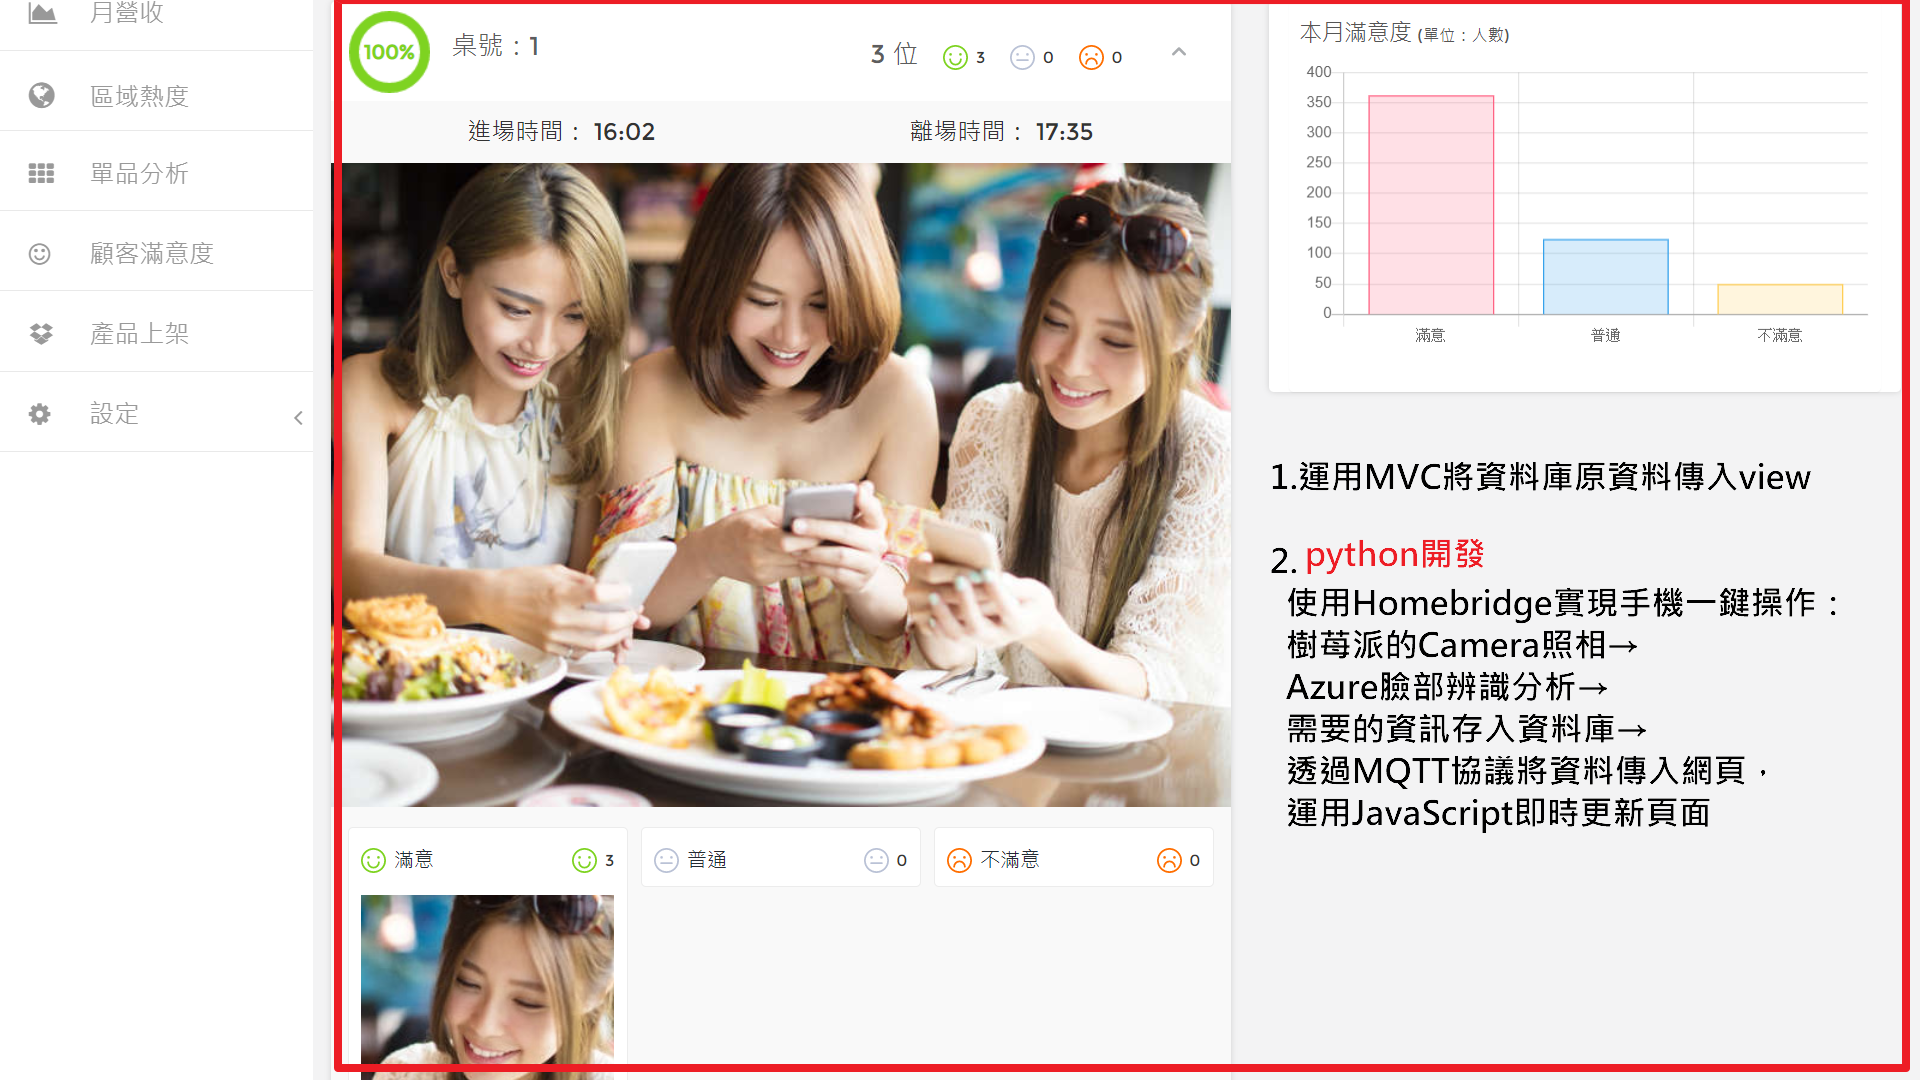 月營收
區域熱度
單品分析
顧客滿意度
產品上架
設定
100%
桌號：1
3 位
3
0
0
進場時間： 16:02
離場時間： 17:35
滿意
3
普通
0
不滿意
0
本月滿意度 (單位：人數)
400
350
300
250
200
150
100
50
0
滿意
普通
不滿意
1.運用MVC將資料庫原資料傳入view
2. python開發
使用Homebridge實現手機一鍵操作：
樹莓派的Camera照相→
Azure臉部辨識分析→
需要的資訊存入資料庫→
透過MQTT協議將資料傳入網頁，
運用JavaScript即時更新頁面